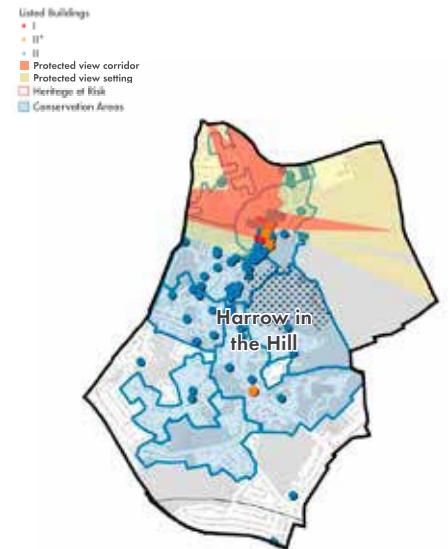 Listed Buildings
I
II*
II
Protected view corridor
Protected view setting
Heritage at Risk
Conservation Areas
Harrow in
the Hill